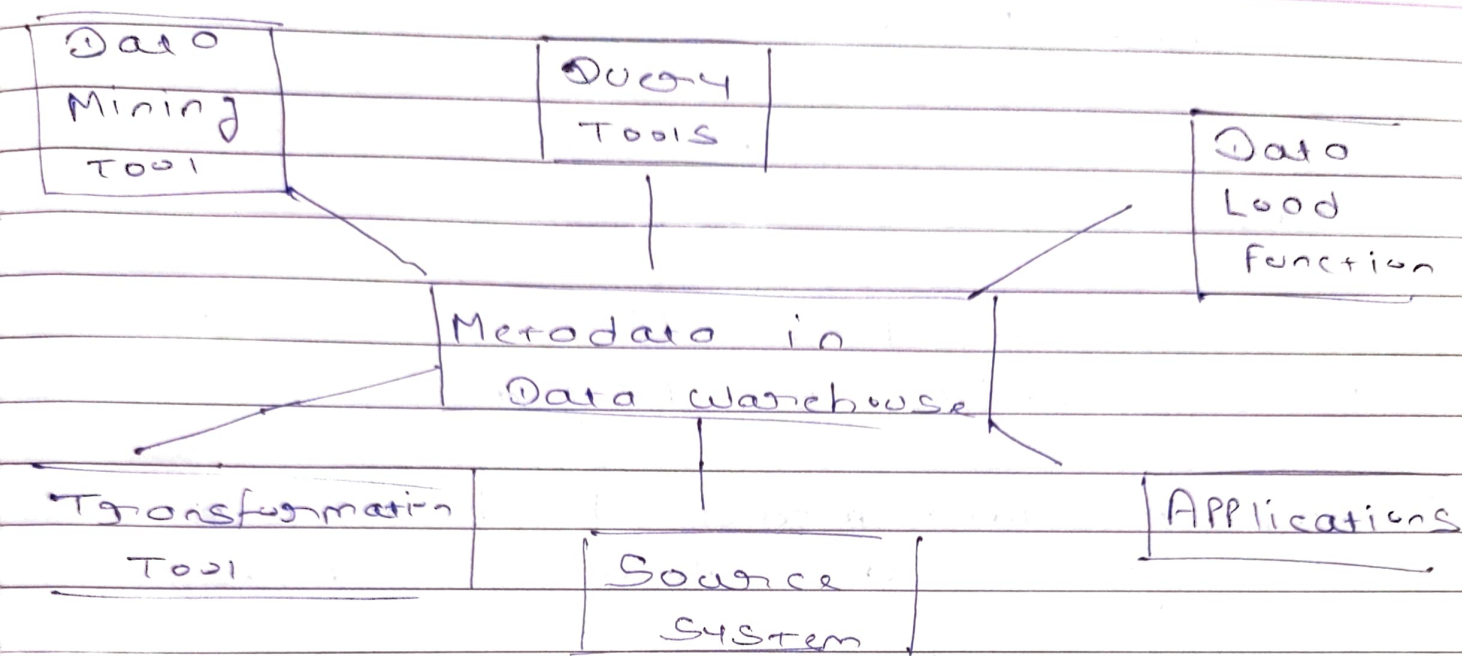 Data
Mining
Tool
Query
Tools
Data
Load
Function
Metadata in
Data Warehouse
Transformation
Tool
Source
System
Applications